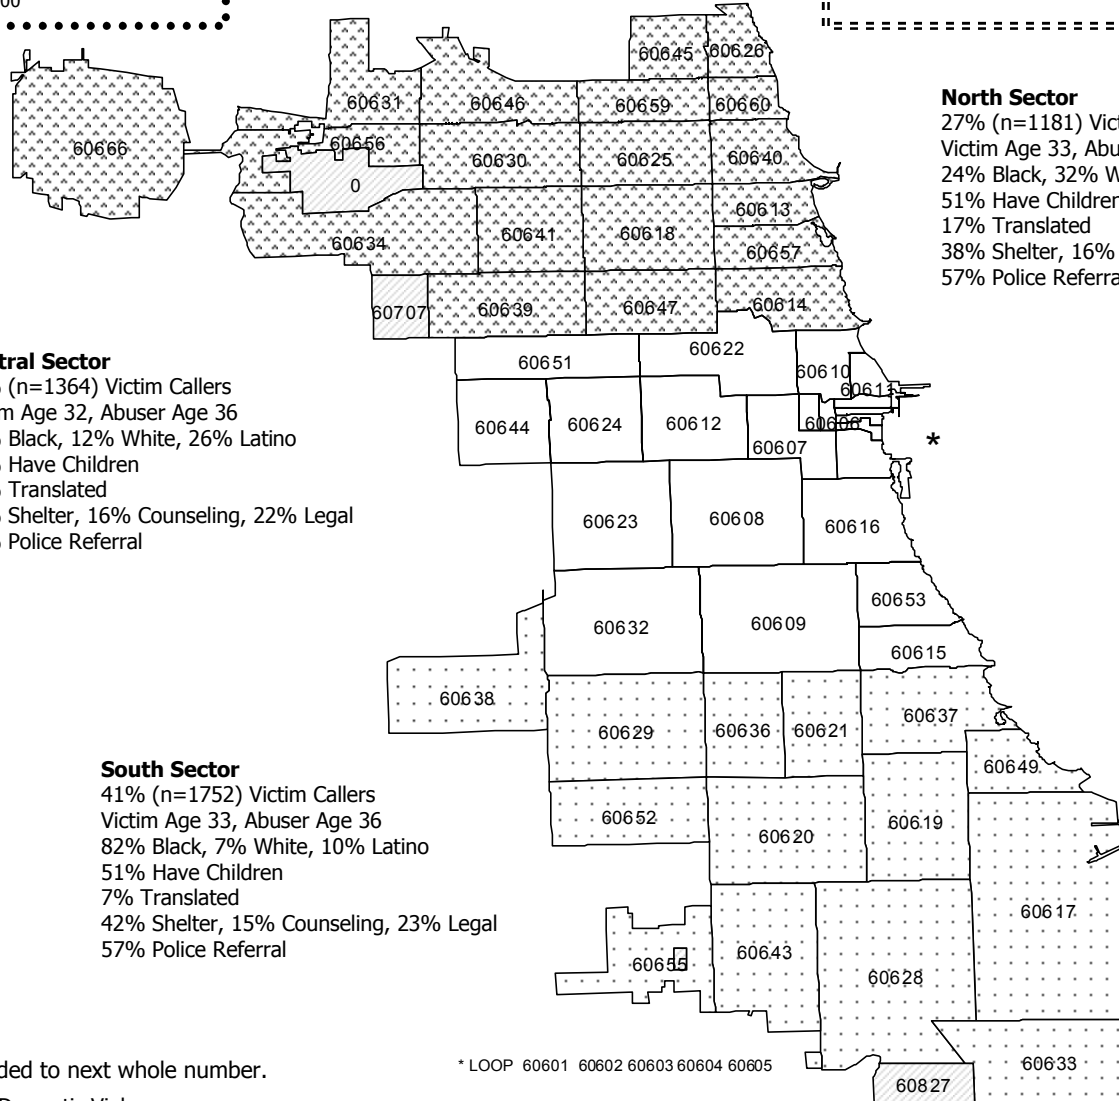 00
60645
60626
60631
60646
60659
60660
60666
60656
60630
60625
60640
0
60613
60634
60641
60618
60657
60707
60639
60647
60614
North Sector
27% (n=1181)
Victim Age 33,
24% Black, 32%
51% Have Children
17% Translated
38% Shelter, 16%
57% Police
Sector
(n=1364) Victim Callers
Age 32, Abuser Age 36
Black, 12% White, 26% Latino
Have Children
Translated
Shelter, 16% Counseling, 22% Legal
Police Referral
60651
60622
60610
60611
60644
60624
60612
60606
60607
*
60623
60608
60616
60653
60632
60609
60615
60638
60637
60629
60636
60621
60649
60652
60620
60619
60617
60655
60643
60628
60633
60827
South Sector
41% (n=1752) Victim Callers
Victim Age 33, Abuser Age 36
82% Black, 7% White, 10% Latino
51% Have Children
7% Translated
42% Shelter, 15% Counseling, 23% Legal
57% Police Referral
to next whole number.
* LOOP 60601 60602 60603 60604 60605